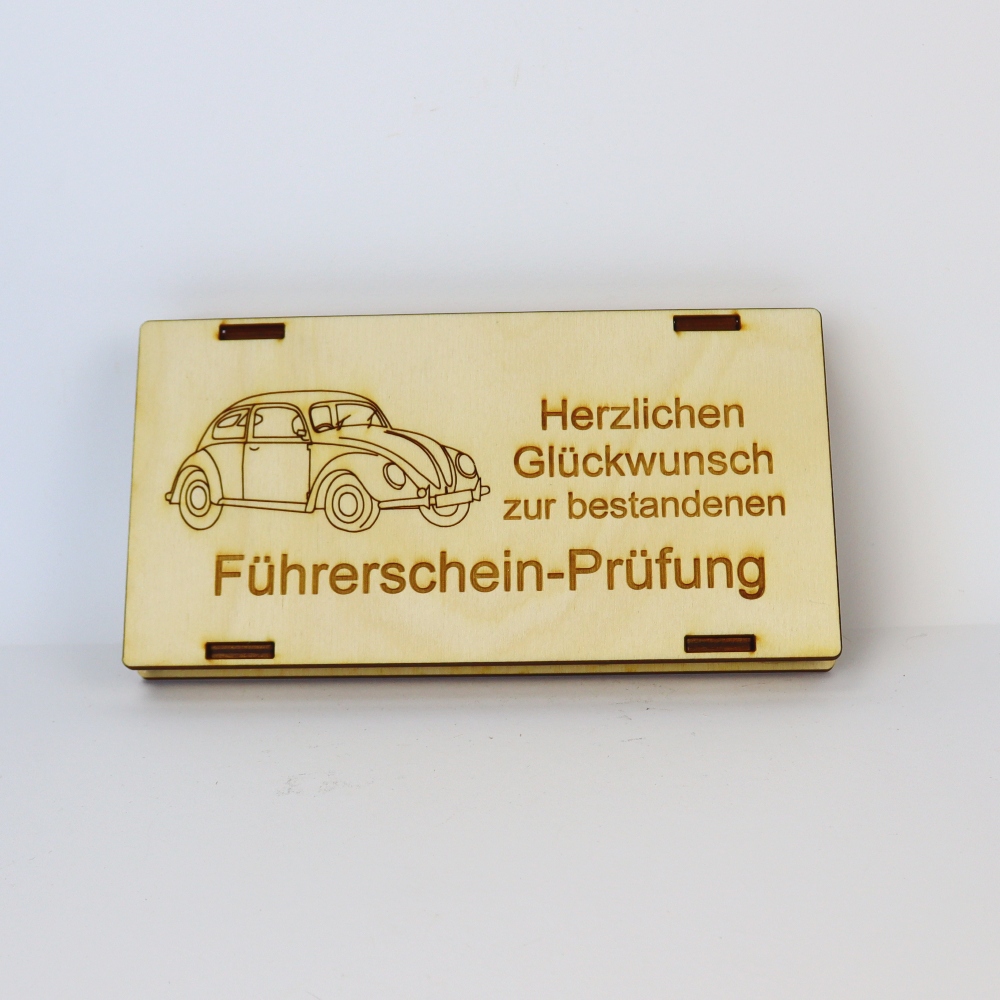 Herzlichen
Glückwunsch
zur bestandenen
Führerschein-Prüfung